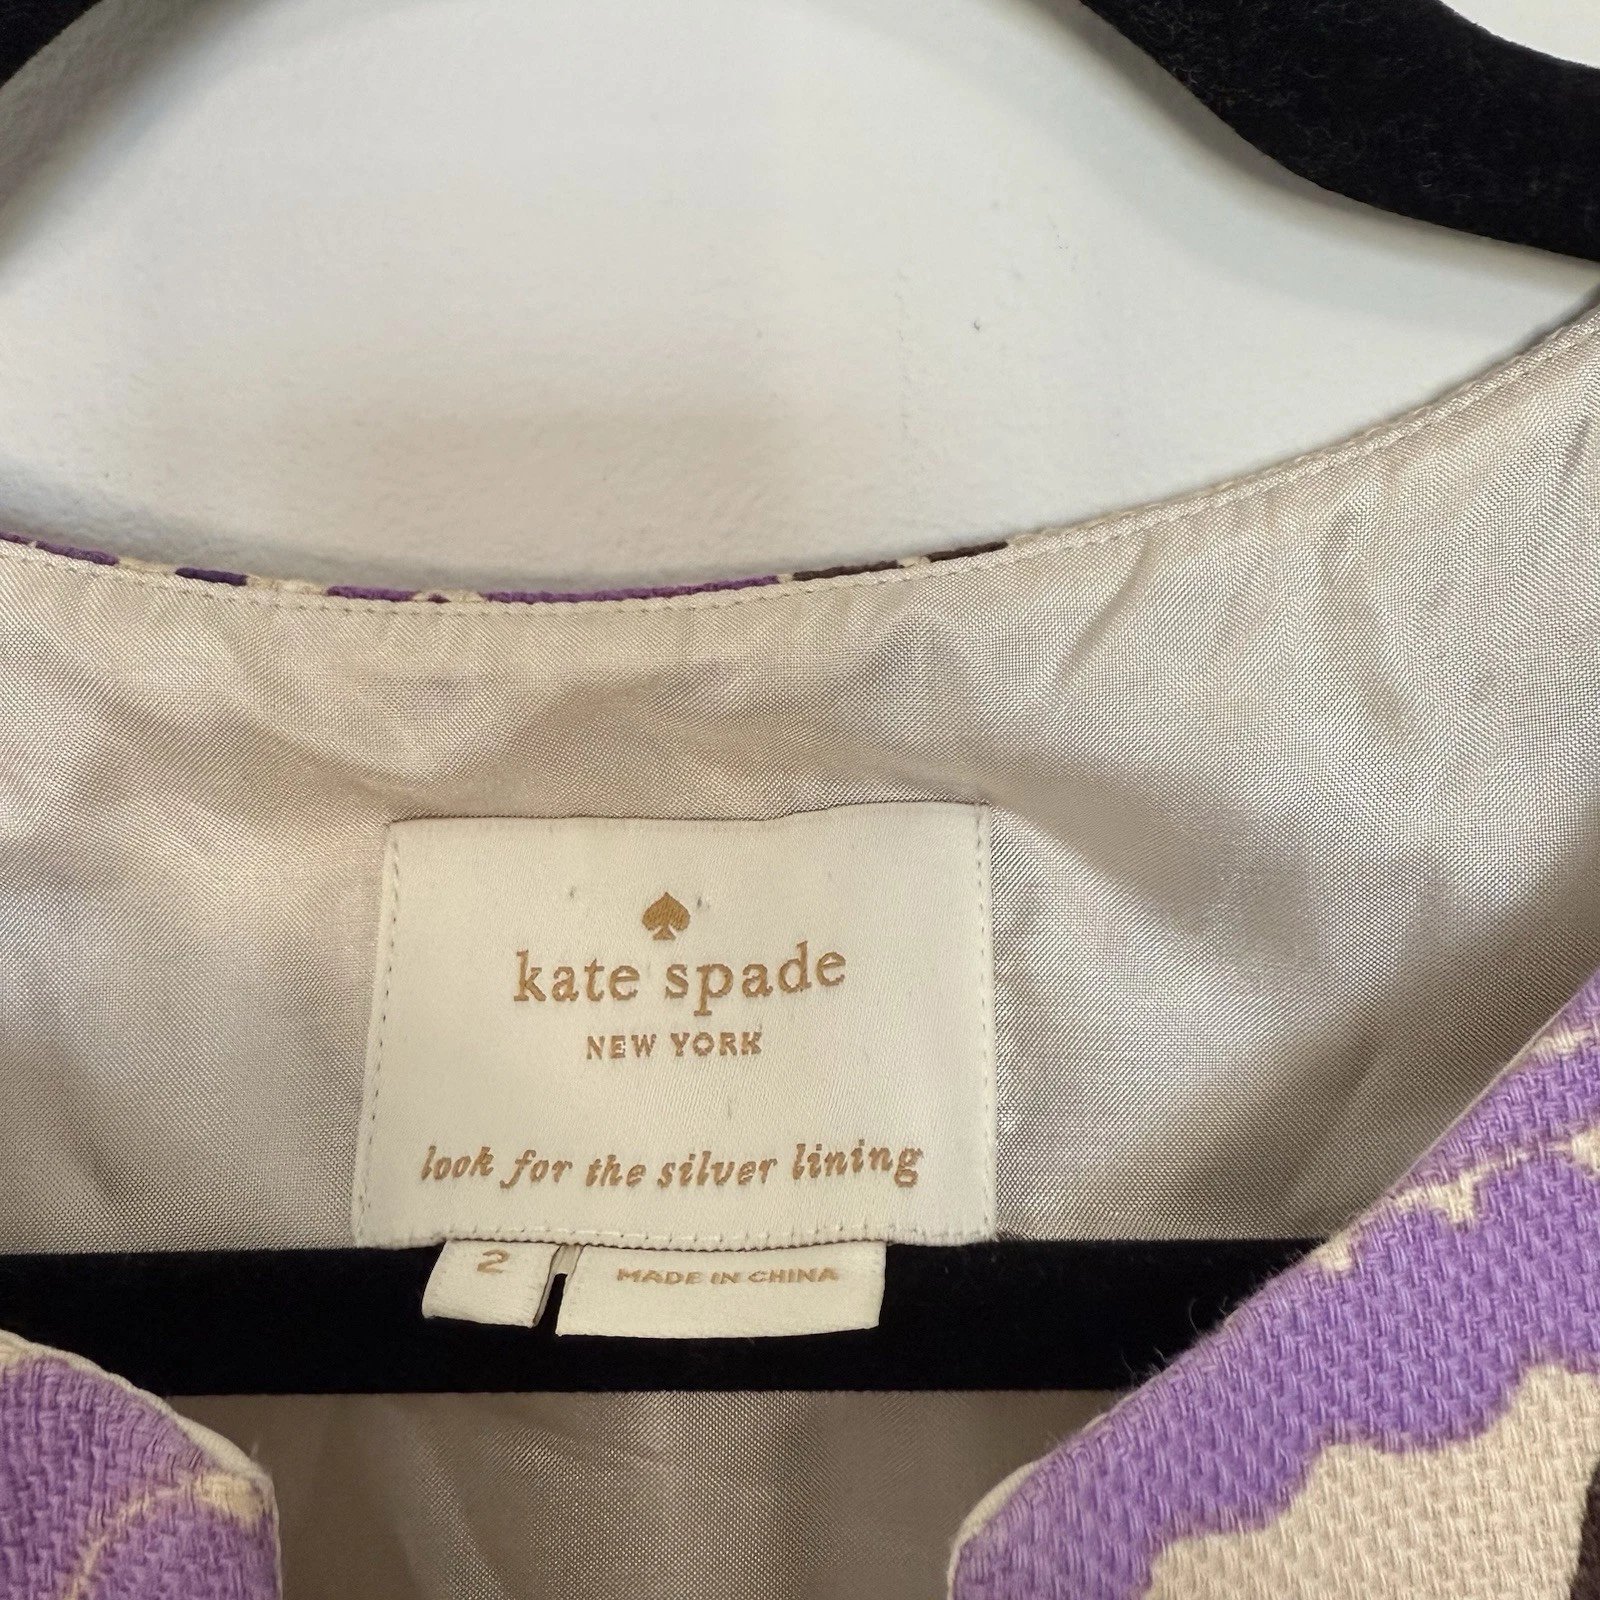 kate spade
NEW YORK
look for the silver lining
2
MADE IN CHINA